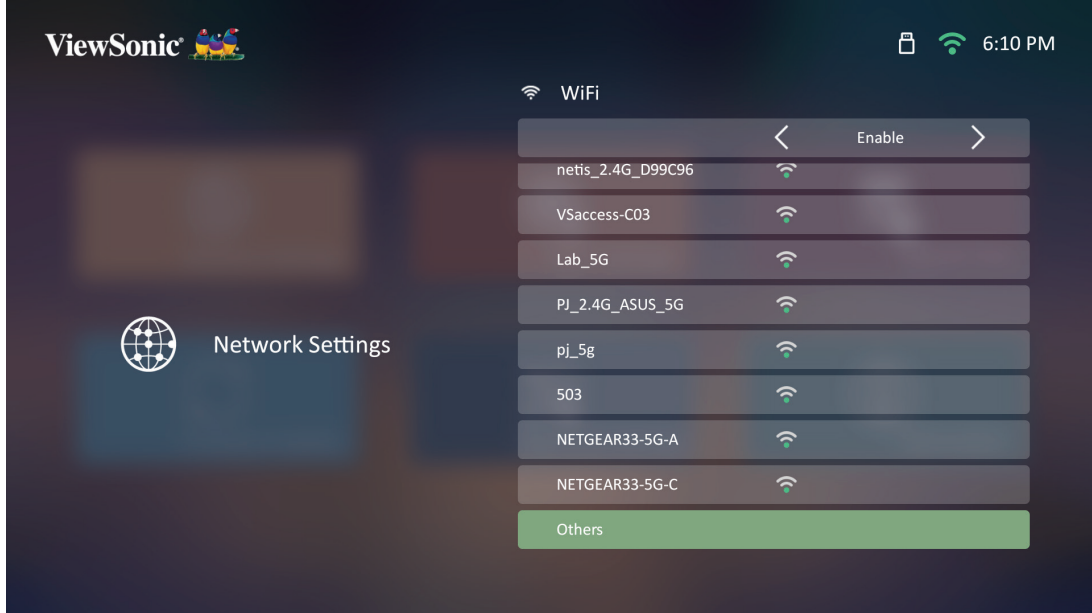 ViewSonic®
6:10 PM
WiFi
Enable
netis_2.4G_D99C96
VSaccess-C03
Lab_5G
PJ_2.4G_ASUS_5G
Network Settings
pj_5g
503
NETGEAR33-5G-A
NETGEAR33-5G-C
Others